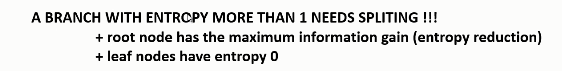 A BRANCH WITH ENTROPY MORE THAN 1 NEEDS SPLITING !!!
+ root node has the maximum information gain (entropy reduction)
+ leaf nodes have entropy 0